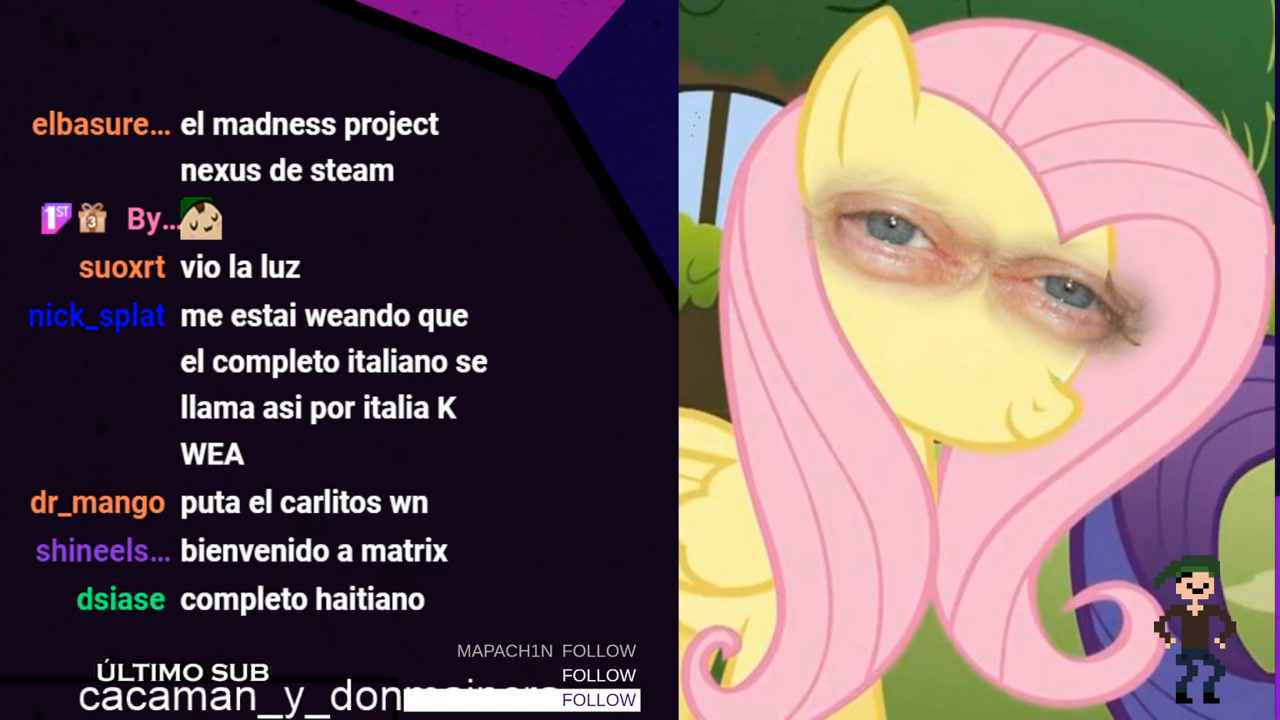 elbasure... el madness project
nexus de steam
1ST 3 By...
suoxrt vio la luz
nick_splat me estai weando que
el completo italiano se
llama asi por italia K
WEA
dr_mango puta el carlitos wn
shineels... bienvenido a matrix
dsiase completo haitiano
MAPACH1N FOLLOW
ÚLTIMO SUB FOLLOW
cacaman_y_don FOLLOW